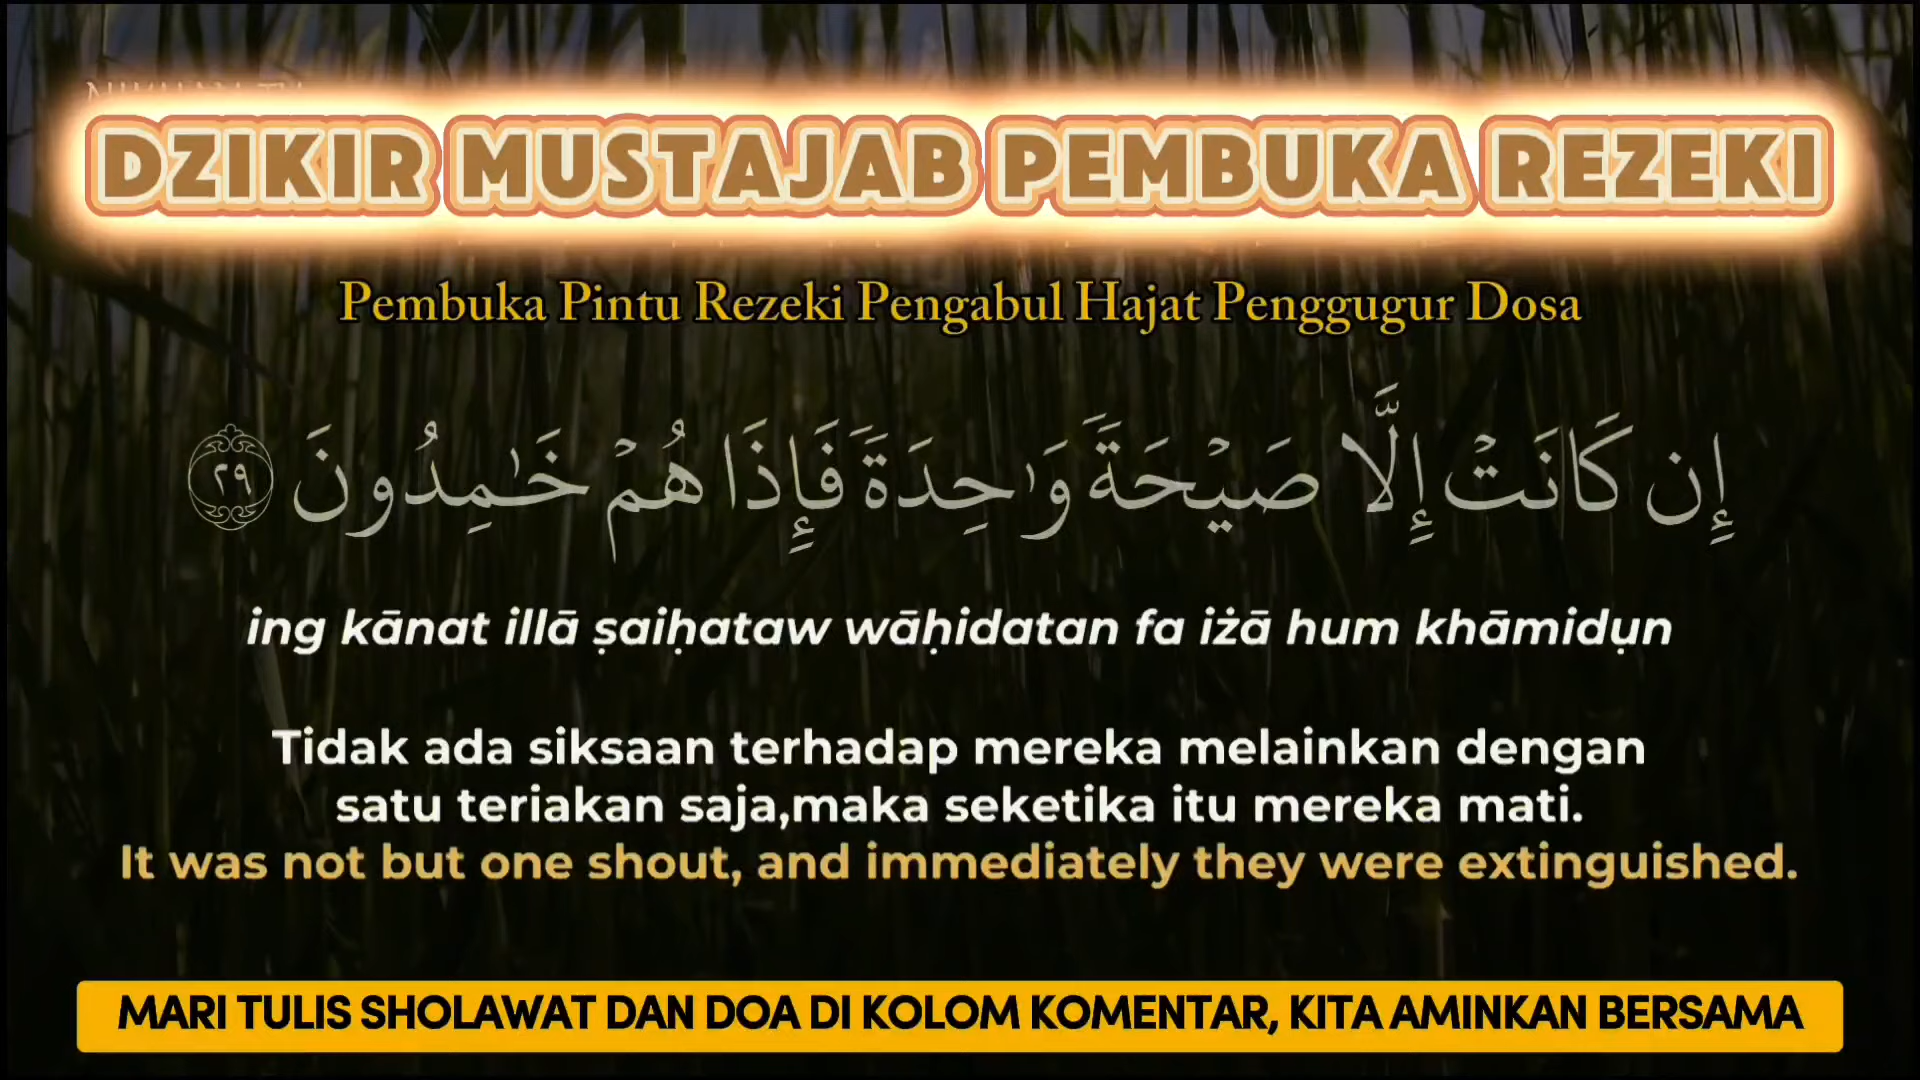 DZIKIR MUSTAJAB PEMBUKA REZEKI
Pembuka Pintu Rezeki Pengabul Hajat Penggugur Dosa
إِن كَانَتْ إِلَّا صَيْحَةً وَٰحِدَةً فَإِذَا هُمْ خَٰمِدُونَ ٢٩
ing kānat illā ṣaiḥataw wāḥidatan fa iżā hum khāmidụn
Tidak ada siksaan terhadap mereka melainkan dengan
satu teriakan saja,maka seketika itu mereka mati.
It was not but one shout, and immediately they were extinguished.
MARI TULIS SHOLAWAT DAN DOA DI KOLOM KOMENTAR, KITA AMINKAN BERSAMA